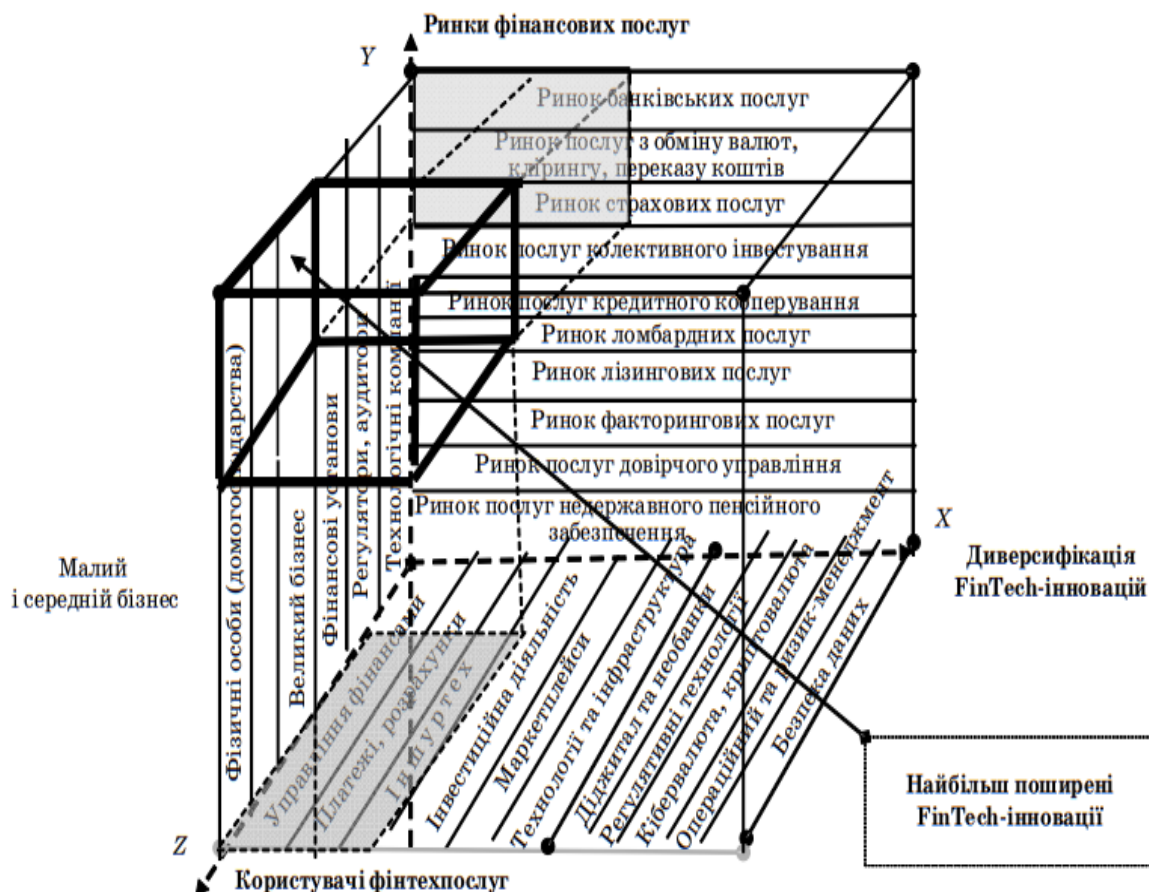 Ринки фінансових послуг
Y
Ринок банківських послуг
Ринок послуг з обміну валют,
клірингу, переказу коштів
Ринок страхових послуг
Ринок послуг колективного інвестування
Ринок послуг кредитного кооперування
Ринок ломбардних послуг
Ринок лізингових послуг
Ринок факторингових послуг
Ринок послуг довірчого управління
Ринок послуг недержавного пенсійного
забезпечення
X
Диверсифікація
FinTech-інновацій
Малий
і середній бізнес
Фізичні особи (домогосподарства)
Великий бізнес
Фінансові установи
Регулятори, аудитори
Технологічні компанії
Управління фінансами
Платежі, розрахунки
Іншуртех
Інвестиційна діяльність
Маркетплейси
Технології та інфраструктура
Діджитал та необанки
Регулятивні технології
Кібервалюта, криптовалюта
Операційний та ризик-менеджмент
Безпека даних
Найбільш поширені
FinTech-інновації
Z
Користувачі фінтехпослуг